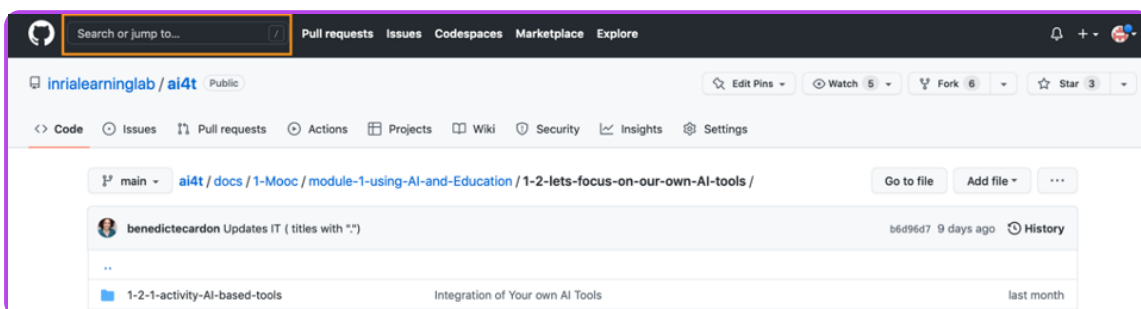 Search or jump to... / Pull requests Issues Codespaces Marketplace Explore
inrialearninglab / ai4t Public Edit Pins Watch 5 Fork 6 Star 3
<> Code Issues Pull requests Actions Projects Wiki Security Insights Settings
main ai4t / docs / 1-Mooc / module-1-using-AI-and-Education / 1-2-lets-focus-on-our-own-AI-tools / Go to file Add file ...
benedictecardon Updates IT ( titles with ".") b6d96d7 9 days ago History
..
1-2-1-activity-AI-based-tools Integration of Your own AI Tools last month